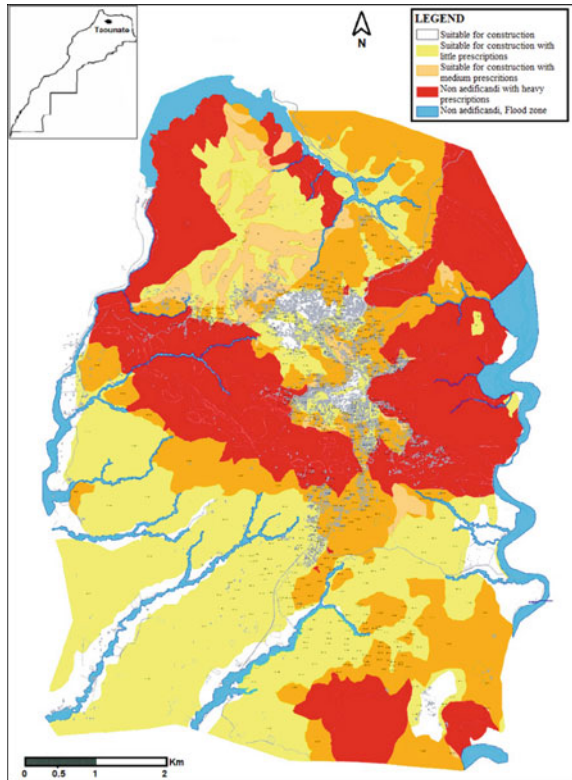 Taounate
N
LEGEND
Suitable for construction
Suitable for construction with
little prescriptions
Suitable for construction with
medium prescritions
Non aedificandi with heavy
prescriptions
Non aedificandi, Flood zone
Km
0 0.5 1 2